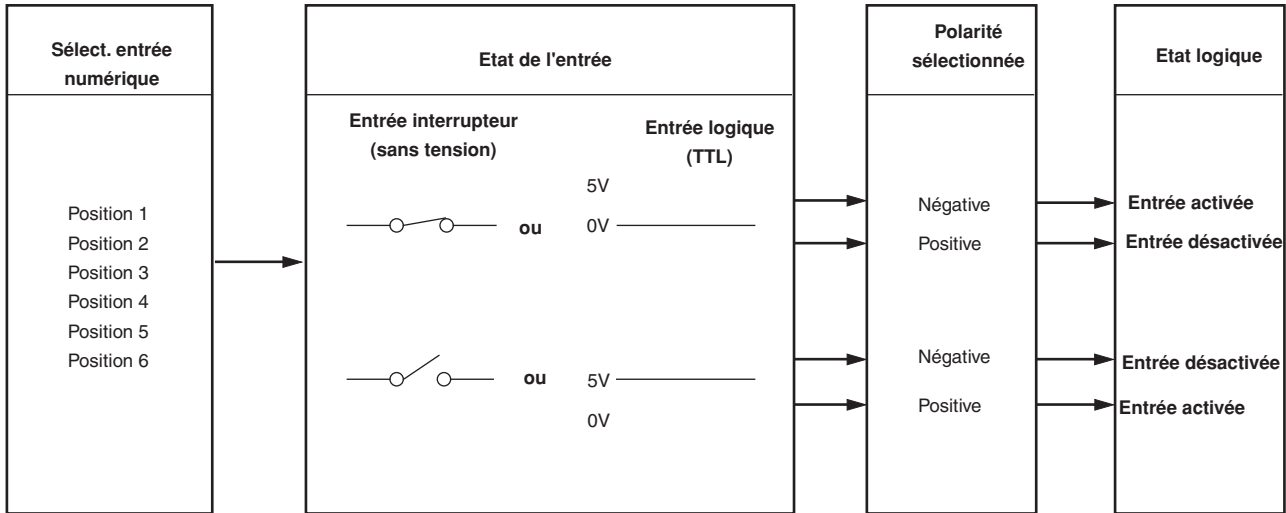 Sélect. entrée
numérique
Etat de l'entrée
Polarité
sélectionnée
Etat logique
Position 1
Position 2
Position 3
Position 4
Position 5
Position 6
Entrée interrupteur
(sans tension)
Entrée logique
(TTL)
5V
ou
0V
ou
5V
0V
Négative
Positive
Négative
Positive
Entrée activée
Entrée désactivée
Entrée désactivée
Entrée activée